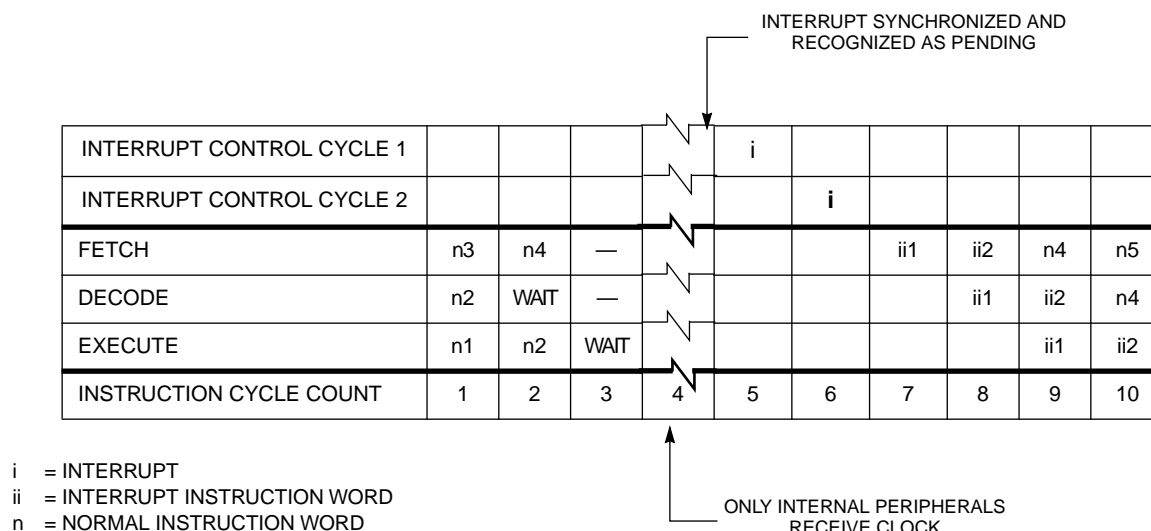 INTERRUPT SYNCHRONIZED AND
RECOGNIZED AS PENDING
INTERRUPT CONTROL CYCLE 1 i
INTERRUPT CONTROL CYCLE 2 i
FETCH n3 n4 — ii1 ii2 n4 n5
DECODE n2 WAIT — ii1 ii2 n4
EXECUTE n1 n2 WAIT ii1 ii2
INSTRUCTION CYCLE COUNT 1 2 3 4 5 6 7 8 9 10
i = INTERRUPT
ii = INTERRUPT INSTRUCTION WORD
n = NORMAL INSTRUCTION WORD
ONLY INTERNAL PERIPHERALS
RECEIVE CLOCK